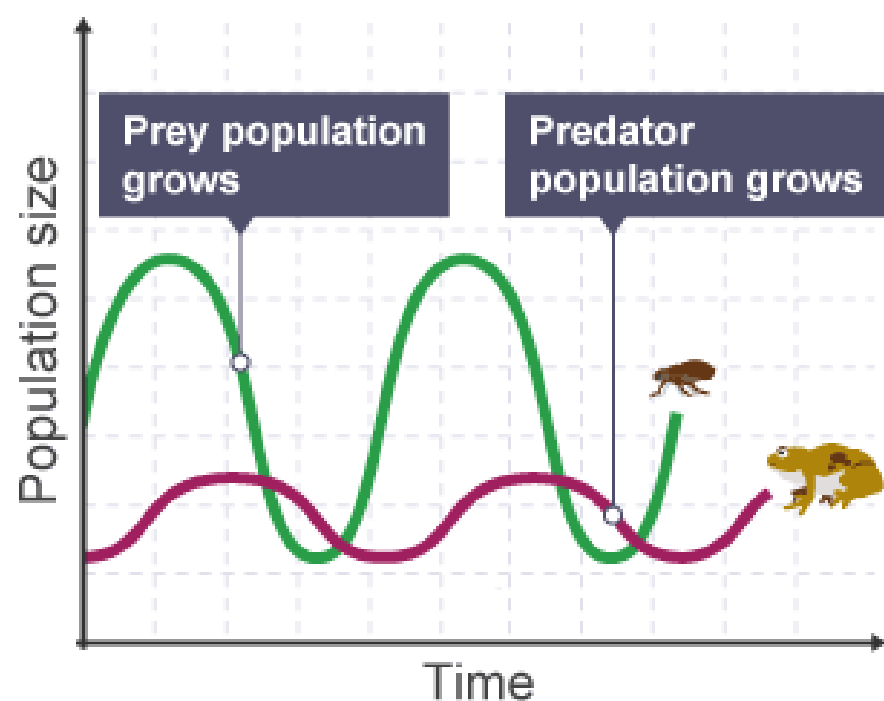 Prey population
grows
Predator
population grows
Population size
Time